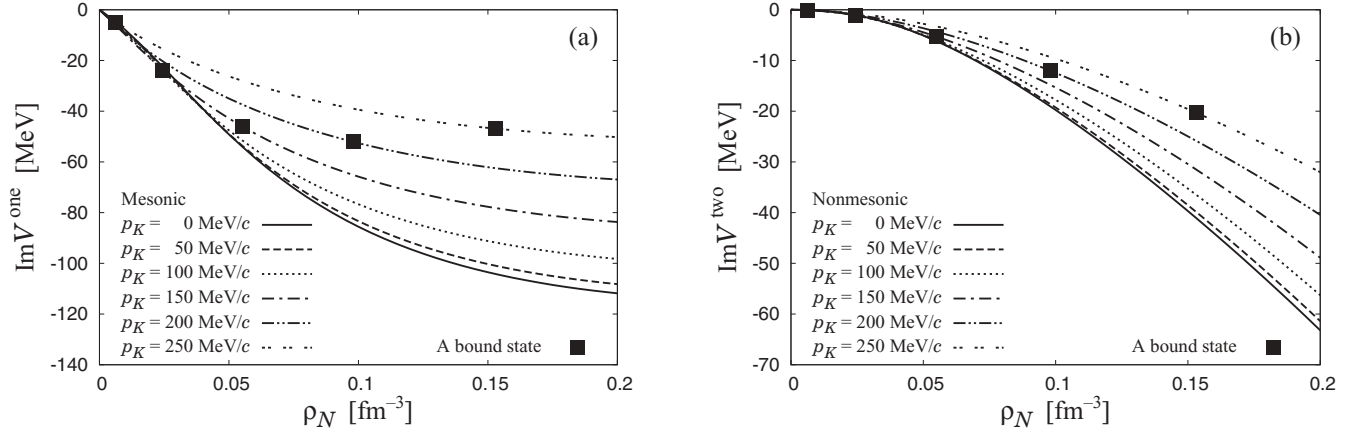 (a)
0
-20
-40
-60
-80
-100
-120
-140
ImV^one [MeV]
Mesonic
p_K = 0 MeV/c
p_K = 50 MeV/c
p_K = 100 MeV/c
p_K = 150 MeV/c
p_K = 200 MeV/c
p_K = 250 MeV/c
A bound state
0 0.05 0.1 0.15 0.2
ρ_N [fm^−3]
(b)
0
-10
-20
-30
-40
-50
-60
-70
ImV^two [MeV]
Nonmesonic
p_K = 0 MeV/c
p_K = 50 MeV/c
p_K = 100 MeV/c
p_K = 150 MeV/c
p_K = 200 MeV/c
p_K = 250 MeV/c
A bound state
0 0.05 0.1 0.15 0.2
ρ_N [fm^−3]